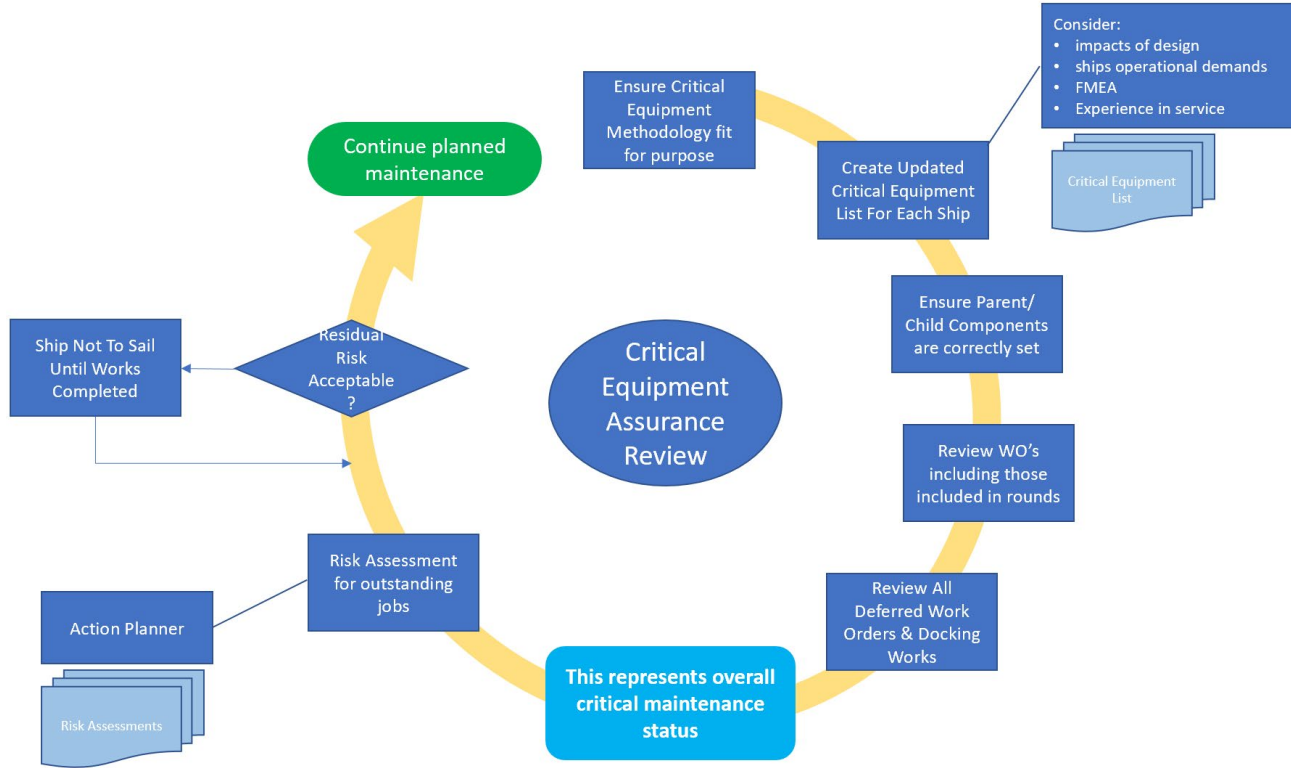 Consider:
• impacts of design
• ships operational demands
• FMEA
• Experience in service
Critical Equipment
List
Ensure Critical
Equipment
Methodology fit
for purpose
Create Updated
Critical Equipment
List For Each Ship
Ensure Parent/
Child Components
are correctly set
Review WO's
including those
included in rounds
Review All
Deferred Work
Orders & Docking
Works
This represents overall
critical maintenance
status
Risk Assessment
for outstanding
jobs
Action Planner
Risk Assessments
Residual
Risk
Acceptable
?
Ship Not To Sail
Until Works
Completed
Continue planned
maintenance
Critical
Equipment
Assurance
Review